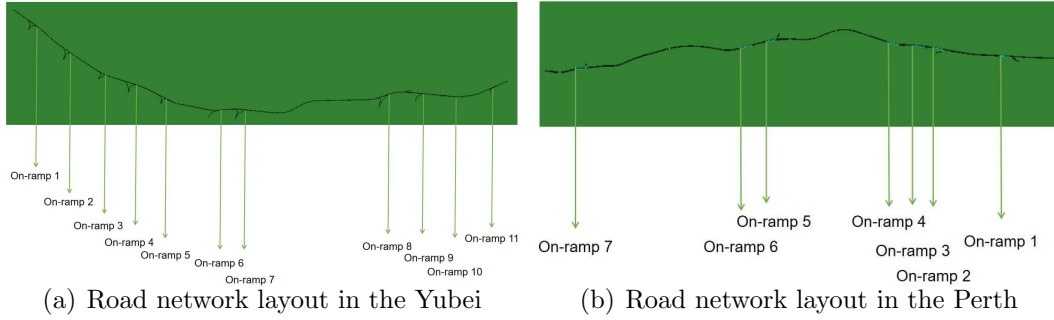 On-ramp 1
On-ramp 2
On-ramp 3
On-ramp 4
On-ramp 5
On-ramp 6
On-ramp 7
On-ramp 8
On-ramp 9
On-ramp 10
On-ramp 11
(a) Road network layout in the Yubei
On-ramp 7
On-ramp 6
On-ramp 5
On-ramp 4
On-ramp 3
On-ramp 2
On-ramp 1
(b) Road network layout in the Perth